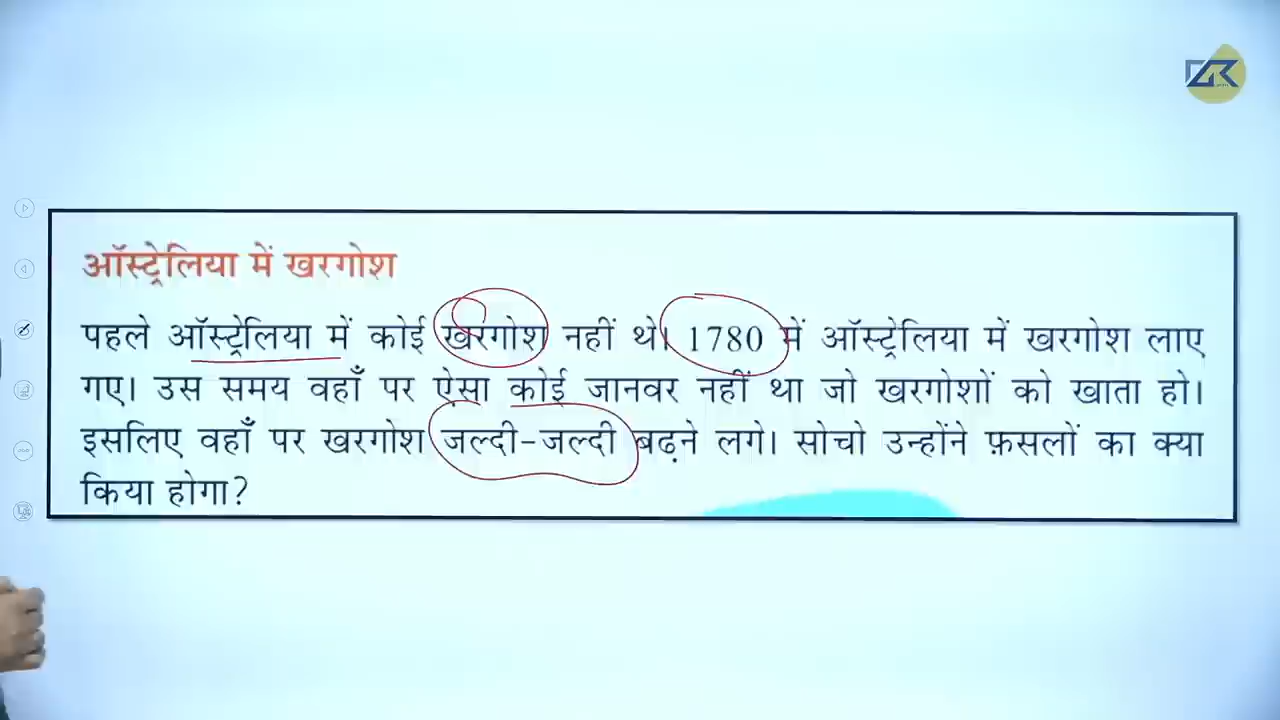 ऑस्ट्रेलिया में खरगोश
पहले ऑस्ट्रेलिया में कोई खरगोश नहीं थे। 1780 में ऑस्ट्रेलिया में खरगोश लाए
गए। उस समय वहाँ पर ऐसा कोई जानवर नहीं था जो खरगोशों को खाता हो।
इसलिए वहाँ पर खरगोश जल्दी-जल्दी बढ़ने लगे। सोचो उन्होंने फ़सलों का क्या
किया होगा?